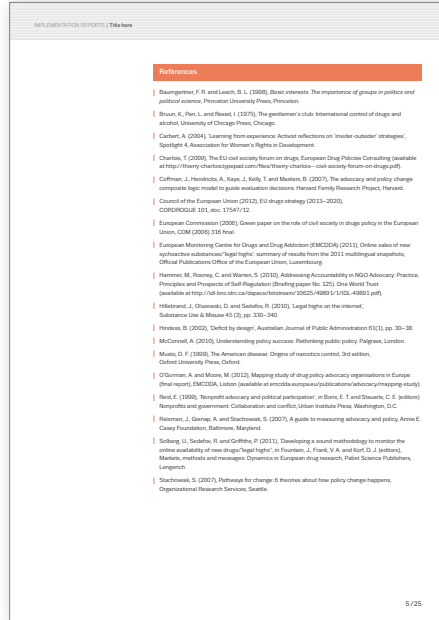 IMPLEMENTATION REPORTS | Title here
References
Baumgartner, F. R. and Leech, B. L. (1998), Basic interests: The importance of groups in politics and
political science, Princeton University Press, Princeton.
Bruun, K., Pan, L. and Rexed, I. (1975), The gentlemen's club: International control of drugs and
alcohol, University of Chicago Press, Chicago.
Carbert, A. (2004), 'Learning from experience: Activist reflections on 'insider-outsider' strategies',
Spotlight 4, Association for Women's Rights in Development.
Charlois, T. (2009), The EU civil society forum on drugs, European Drug Policies Consulting (available
at http://thierry-charlois.typepad.com/files/thierry-charlois---civil-society-forum-on-drugs.pdf).
Coffman, J., Hendricks, A., Kaye, J., Kelly, T. and Masters, B. (2007), The advocacy and policy change
composite logic model to guide evaluation decisions. Harvard Family Research Project, Harvard.
Council of the European Union (2012), EU drugs strategy (2013–2020),
CORDROGUE 101, doc. 17547/12.
European Commission (2006), Green paper on the role of civil society in drugs policy in the European
Union, COM (2006) 316 final.
European Monitoring Centre for Drugs and Drug Addiction (EMCDDA) (2011), Online sales of new
sychoactive substances/'legal highs': summary of results from the 2011 multilingual snapshots,
Official Publications Office of the European Union, Luxembourg.
Hammer, M., Rooney, C. and Warren, S. (2010), Addressing Accountability in NGO Advocacy: Practice,
Principles and Prospects of Self-Regulation (Briefing paper No. 125). One World Trust
(available at http://idl-bnc.idrc.ca/dspace/bitstream/10625/49891/1/IDL-49891.pdf).
Hillebrand, J., Olszewski, D. and Sedefov, R. (2010), 'Legal highs on the internet',
Substance Use & Misuse 45 (3), pp. 330–340.
Hindess, B. (2002), 'Deficit by design', Australian Journal of Public Administration 61(1), pp. 30–38.
McConnell, A. (2010), Understanding policy success: Rethinking public policy. Palgrave, London.
Musto, D. F. (1999), The American disease: Origins of narcotics control, 3rd edition,
Oxford University Press, Oxford.
O'Gorman, A. and Moore, M. (2012), Mapping study of drug policy advocacy organisations in Europe
(final report), EMCDDA, Lisbon (available at emcdda.europa.eu/publications/advocacy/mapping-study).
Reid, E. (1999), 'Nonprofit advocacy and political participation', in Boris, E. T. and Steuerle, C. E. (editors)
Nonprofits and government: Collaboration and conflict, Urban Institute Press, Washington, D.C.
Reisman, J., Gienap, A. and Stachowiak, S. (2007), A guide to measuring advocacy and policy, Annie E.
Casey Foundation, Baltimore, Maryland.
Solberg, U., Sedefov, R. and Griffiths, P. (2011), 'Developing a sound methodology to monitor the
online availability of new drugs/'legal highs'', in Fountain, J., Frank, V. A. and Korf, D. J. (editors),
Markets, methods and messages: Dynamics in European drug research, Pabst Science Publishers,
Lengerich.
Stachowiak, S. (2007), Pathways for change: 6 theories about how policy change happens,
Organizational Research Services, Seattle.
5/25